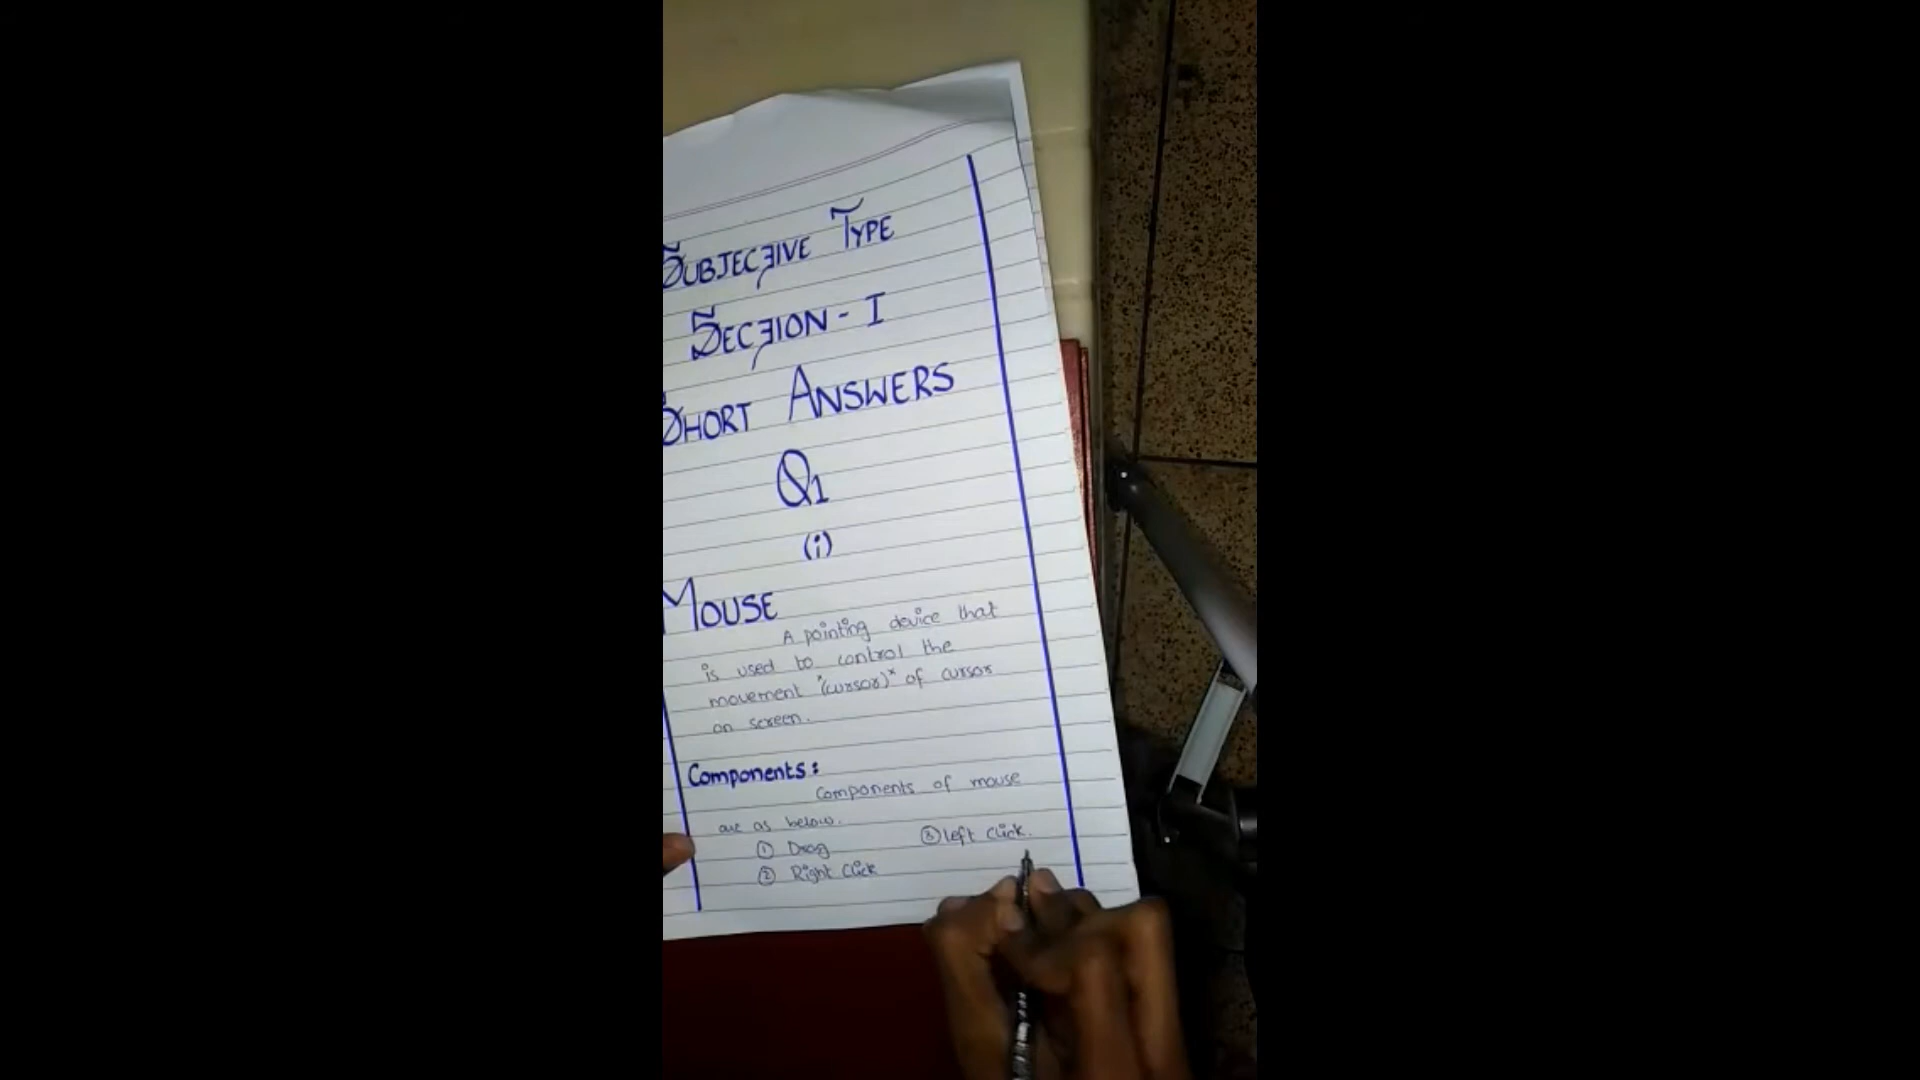 SUBJECTIVE TYPE
SECTION - I
SHORT ANSWERS
Q1
(i)
MOUSE
A pointing device that
is used to control the
movement "(cursor)" of cursor
on screen.
Components:
Components of mouse
are as below.
① Drag ③ Left Click.
② Right Click